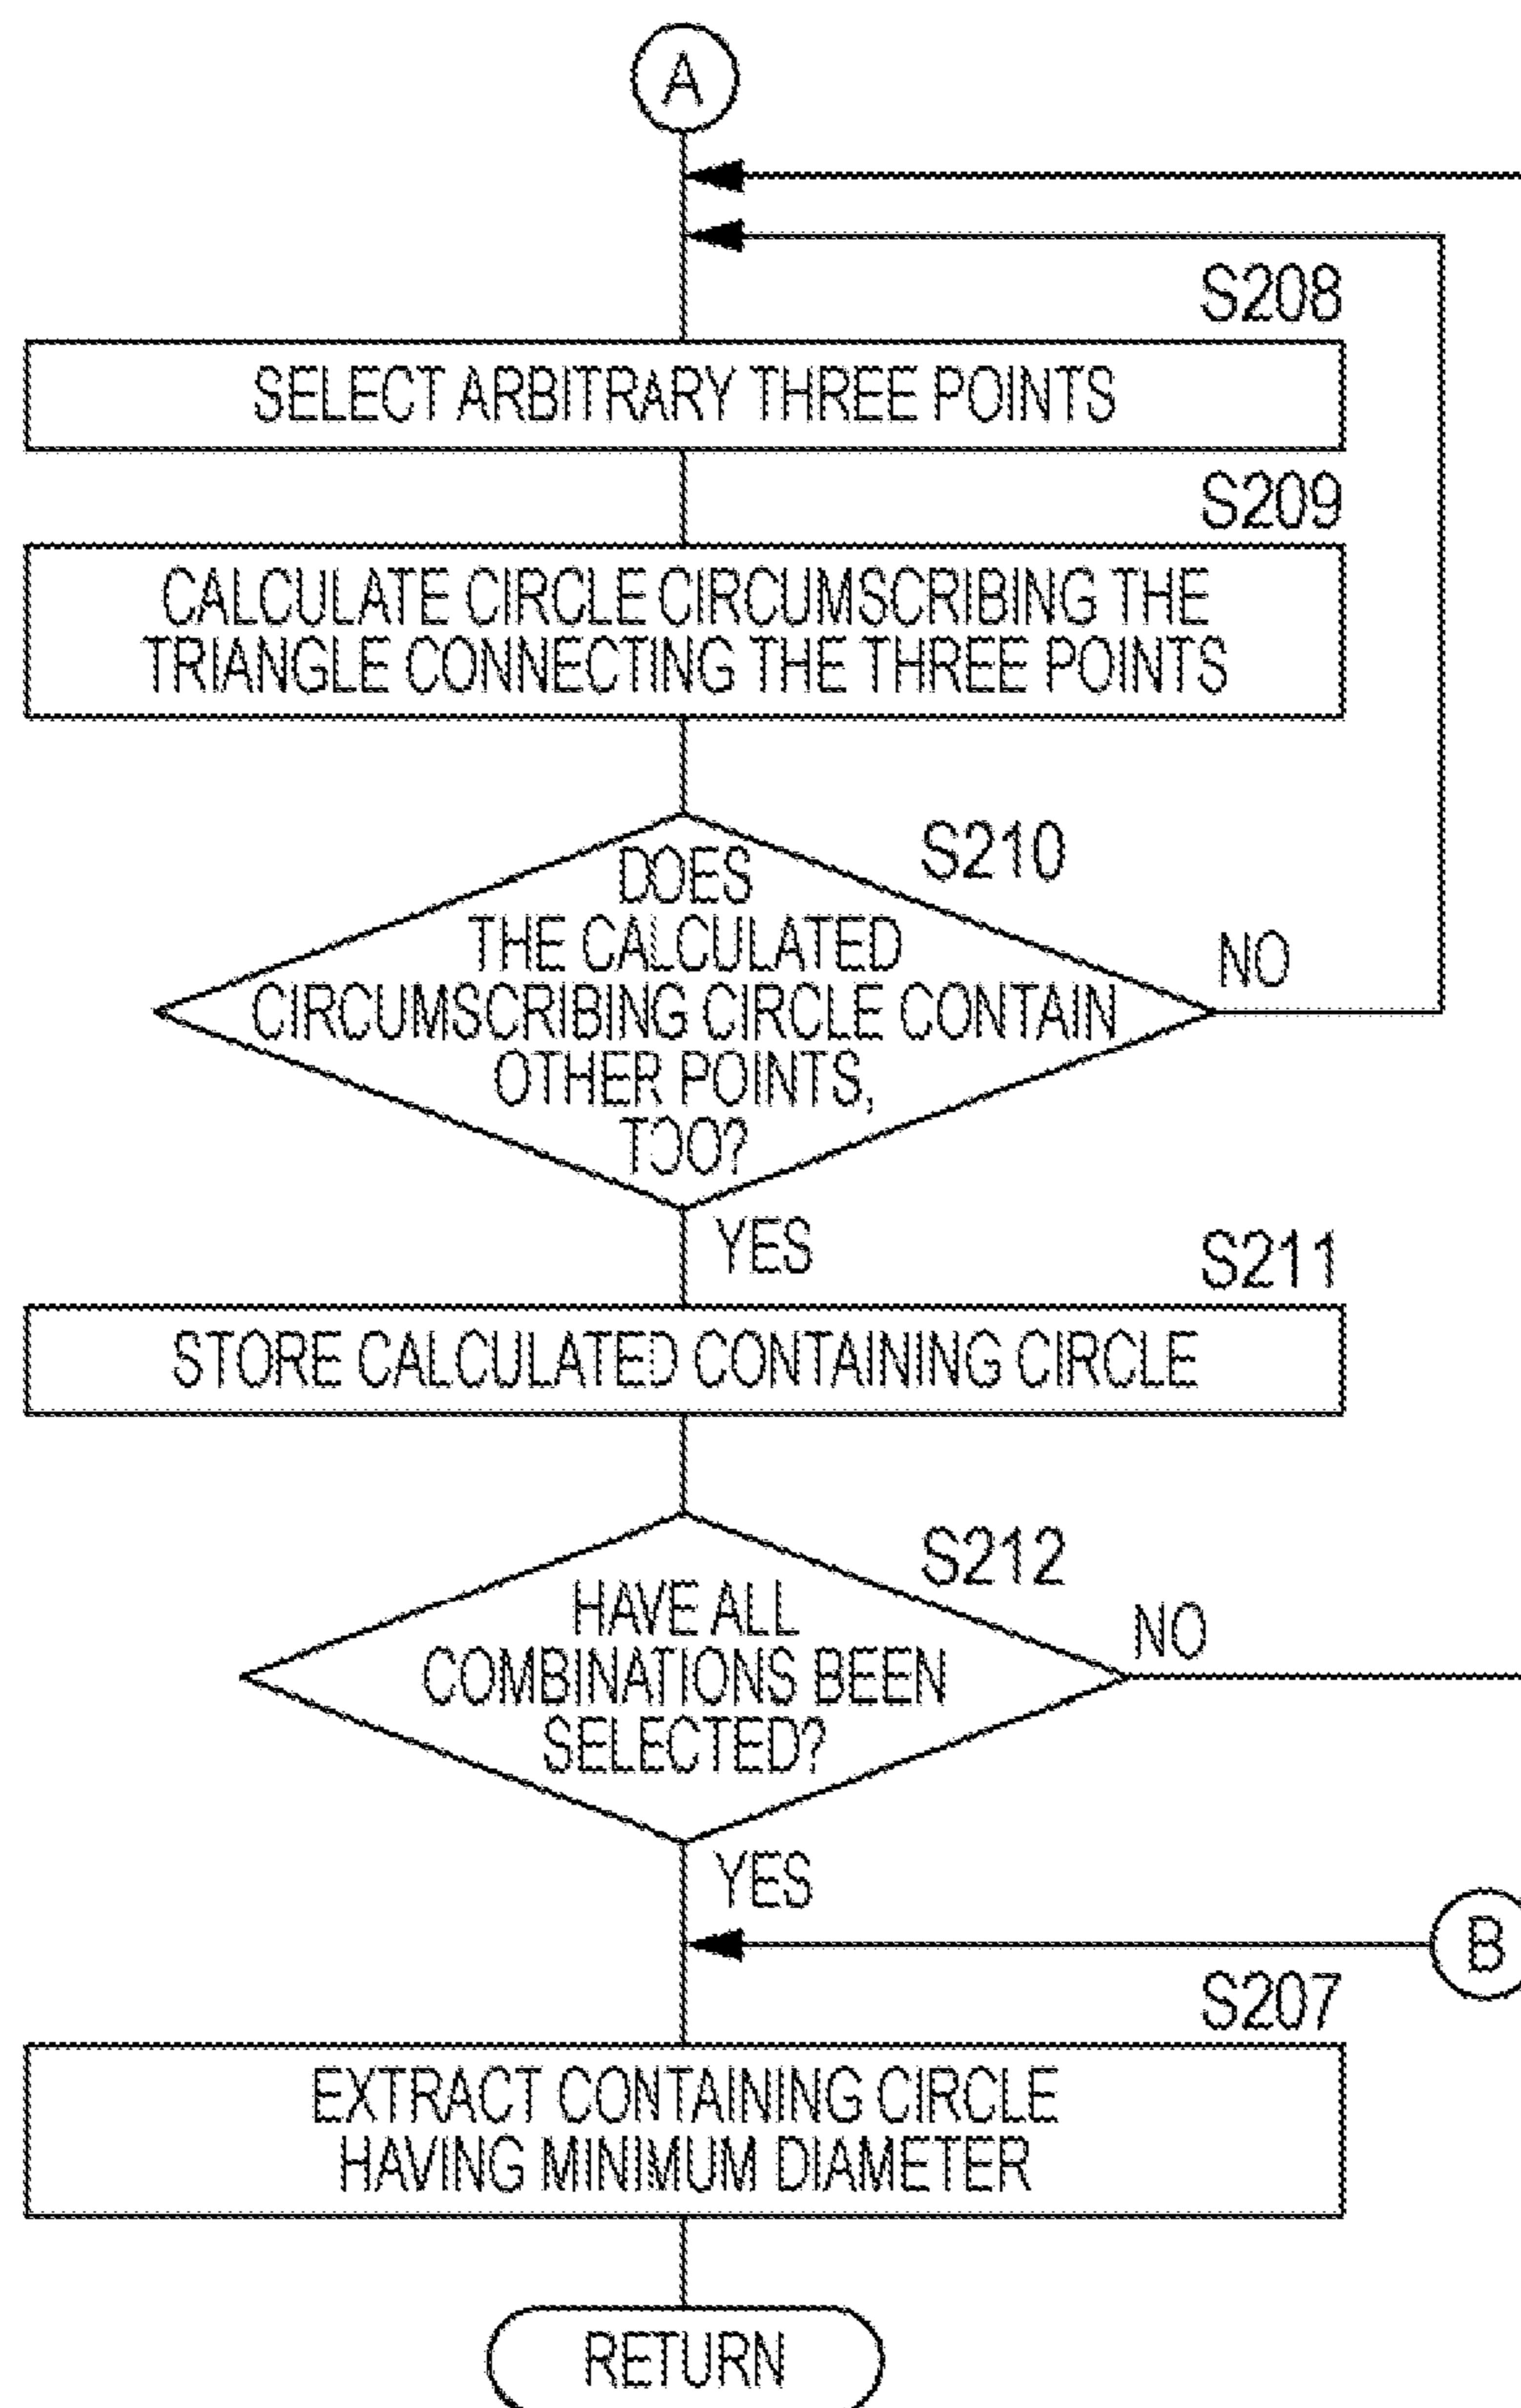 A
S208
SELECT ARBITRARY THREE POINTS
S209
CALCULATE CIRCLE CIRCUMSCRIBING THE
TRIANGLE CONNECTING THE THREE POINTS
S210
DOES
THE CALCULATED
CIRCUMSCRIBING CIRCLE CONTAIN
OTHER POINTS,
TOO?
NO
YES
S211
STORE CALCULATED CONTAINING CIRCLE
S212
HAVE ALL
COMBINATIONS BEEN
SELECTED?
NO
YES
B
S207
EXTRACT CONTAINING CIRCLE
HAVING MINIMUM DIAMETER
RETURN